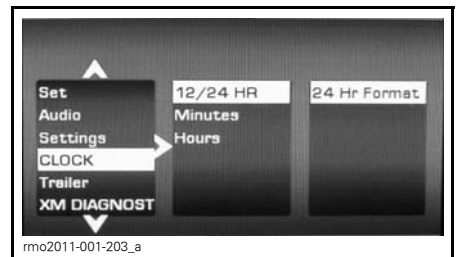 Set
Audio
Settings
CLOCK
Trailer
XM DIAGNOST
12/24 HR
Minutes
Hours
24 Hr Format
rmo2011-001-203_a